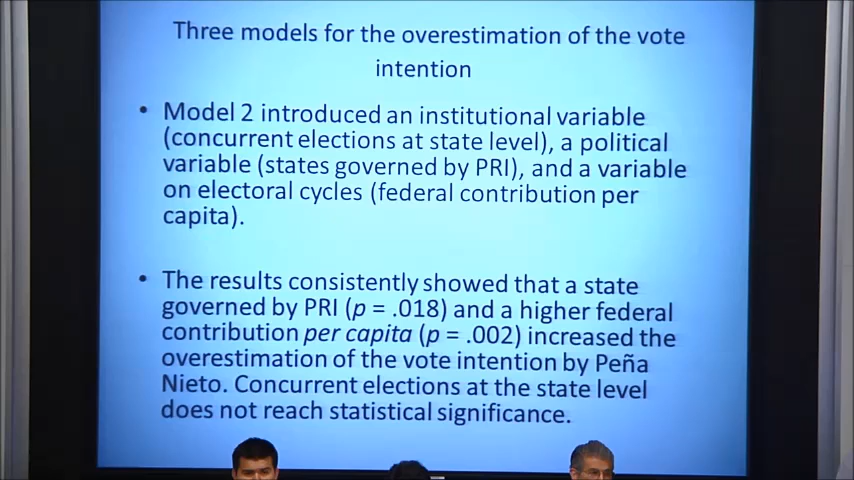 Three models for the overestimation of the vote
intention
• Model 2 introduced an institutional variable
(concurrent elections at state level), a political
variable (states governed by PRI), and a variable
on electoral cycles (federal contribution per
capita).
• The results consistently showed that a state
governed by PRI (p = .018) and a higher federal
contribution per capita (p = .002) increased the
overestimation of the vote intention by Peña
Nieto. Concurrent elections at the state level
does not reach statistical significance.